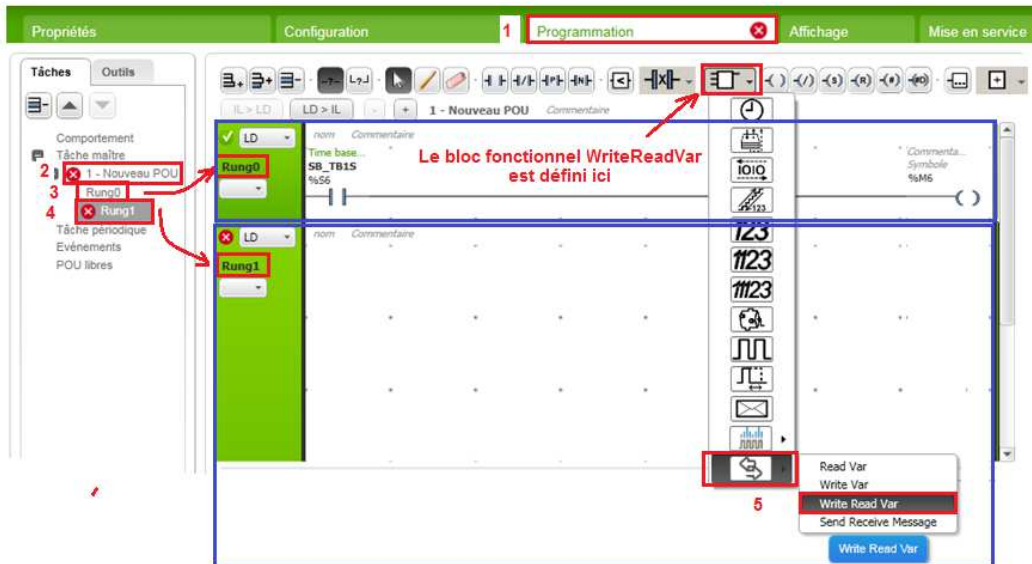 Propriétés Configuration 1 Programmation Affichage Mise en service
Tâches Outils
IL > LD LD > IL - + 1 - Nouveau POU Commentaire
Comportement
Tâche maître
2 1 - Nouveau POU
3 Rung0
4 Rung1
Tâche périodique
Evénements
POU libres
LD nom Commentaire
Rung0
Time base...
SB_TB1S
%S6
Le bloc fonctionnel WriteReadVar
est défini ici
Commenta...
Symbole
%M6
LD nom Commentaire
Rung1
123
123
1123
11123
5
Read Var
Write Var
Write Read Var
Send Receive Message
Write Read Var